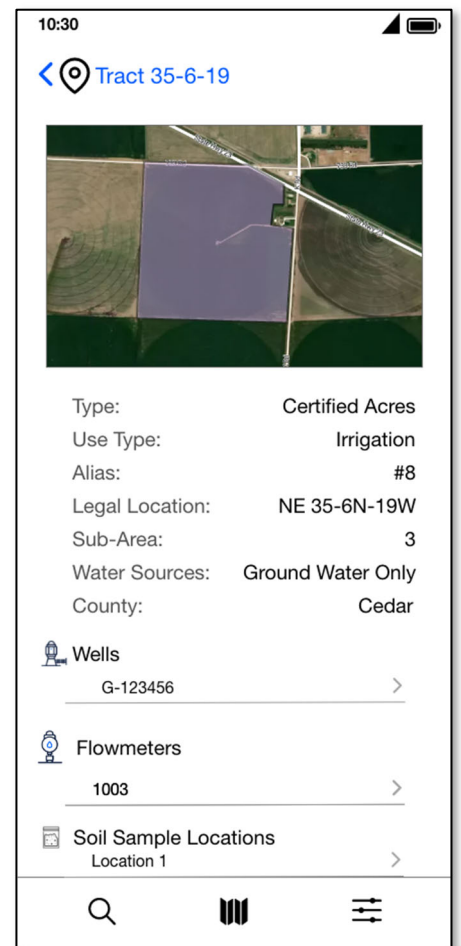 10:30
Tract 35-6-19
Type: Certified Acres
Use Type: Irrigation
Alias: #8
Legal Location: NE 35-6N-19W
Sub-Area: 3
Water Sources: Ground Water Only
County: Cedar
Wells
G-123456
Flowmeters
1003
Soil Sample Locations
Location 1